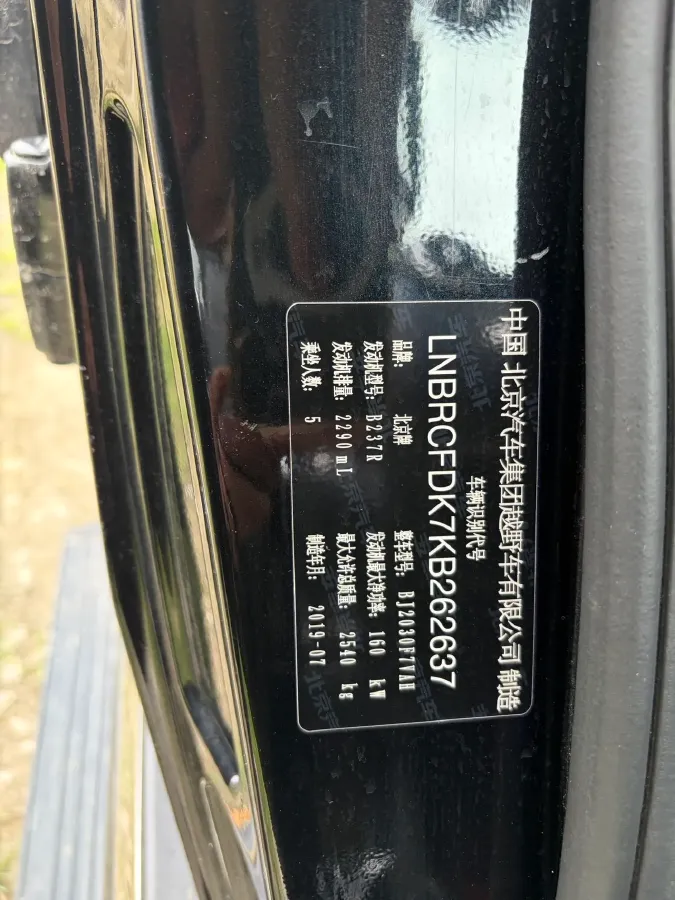 中国 北京汽车集团越野车有限公司 制造
车辆识别代号
LNBRCFDK7KB262637
品牌: 北京牌 整车型号: BJ2030F7VAH
发动机型号: B237R 发动机最大净功率: 160 kW
发动机排量: 2290 mL 最大允许总质量: 2540 kg
乘坐人数: 5 制造年月: 2019-07